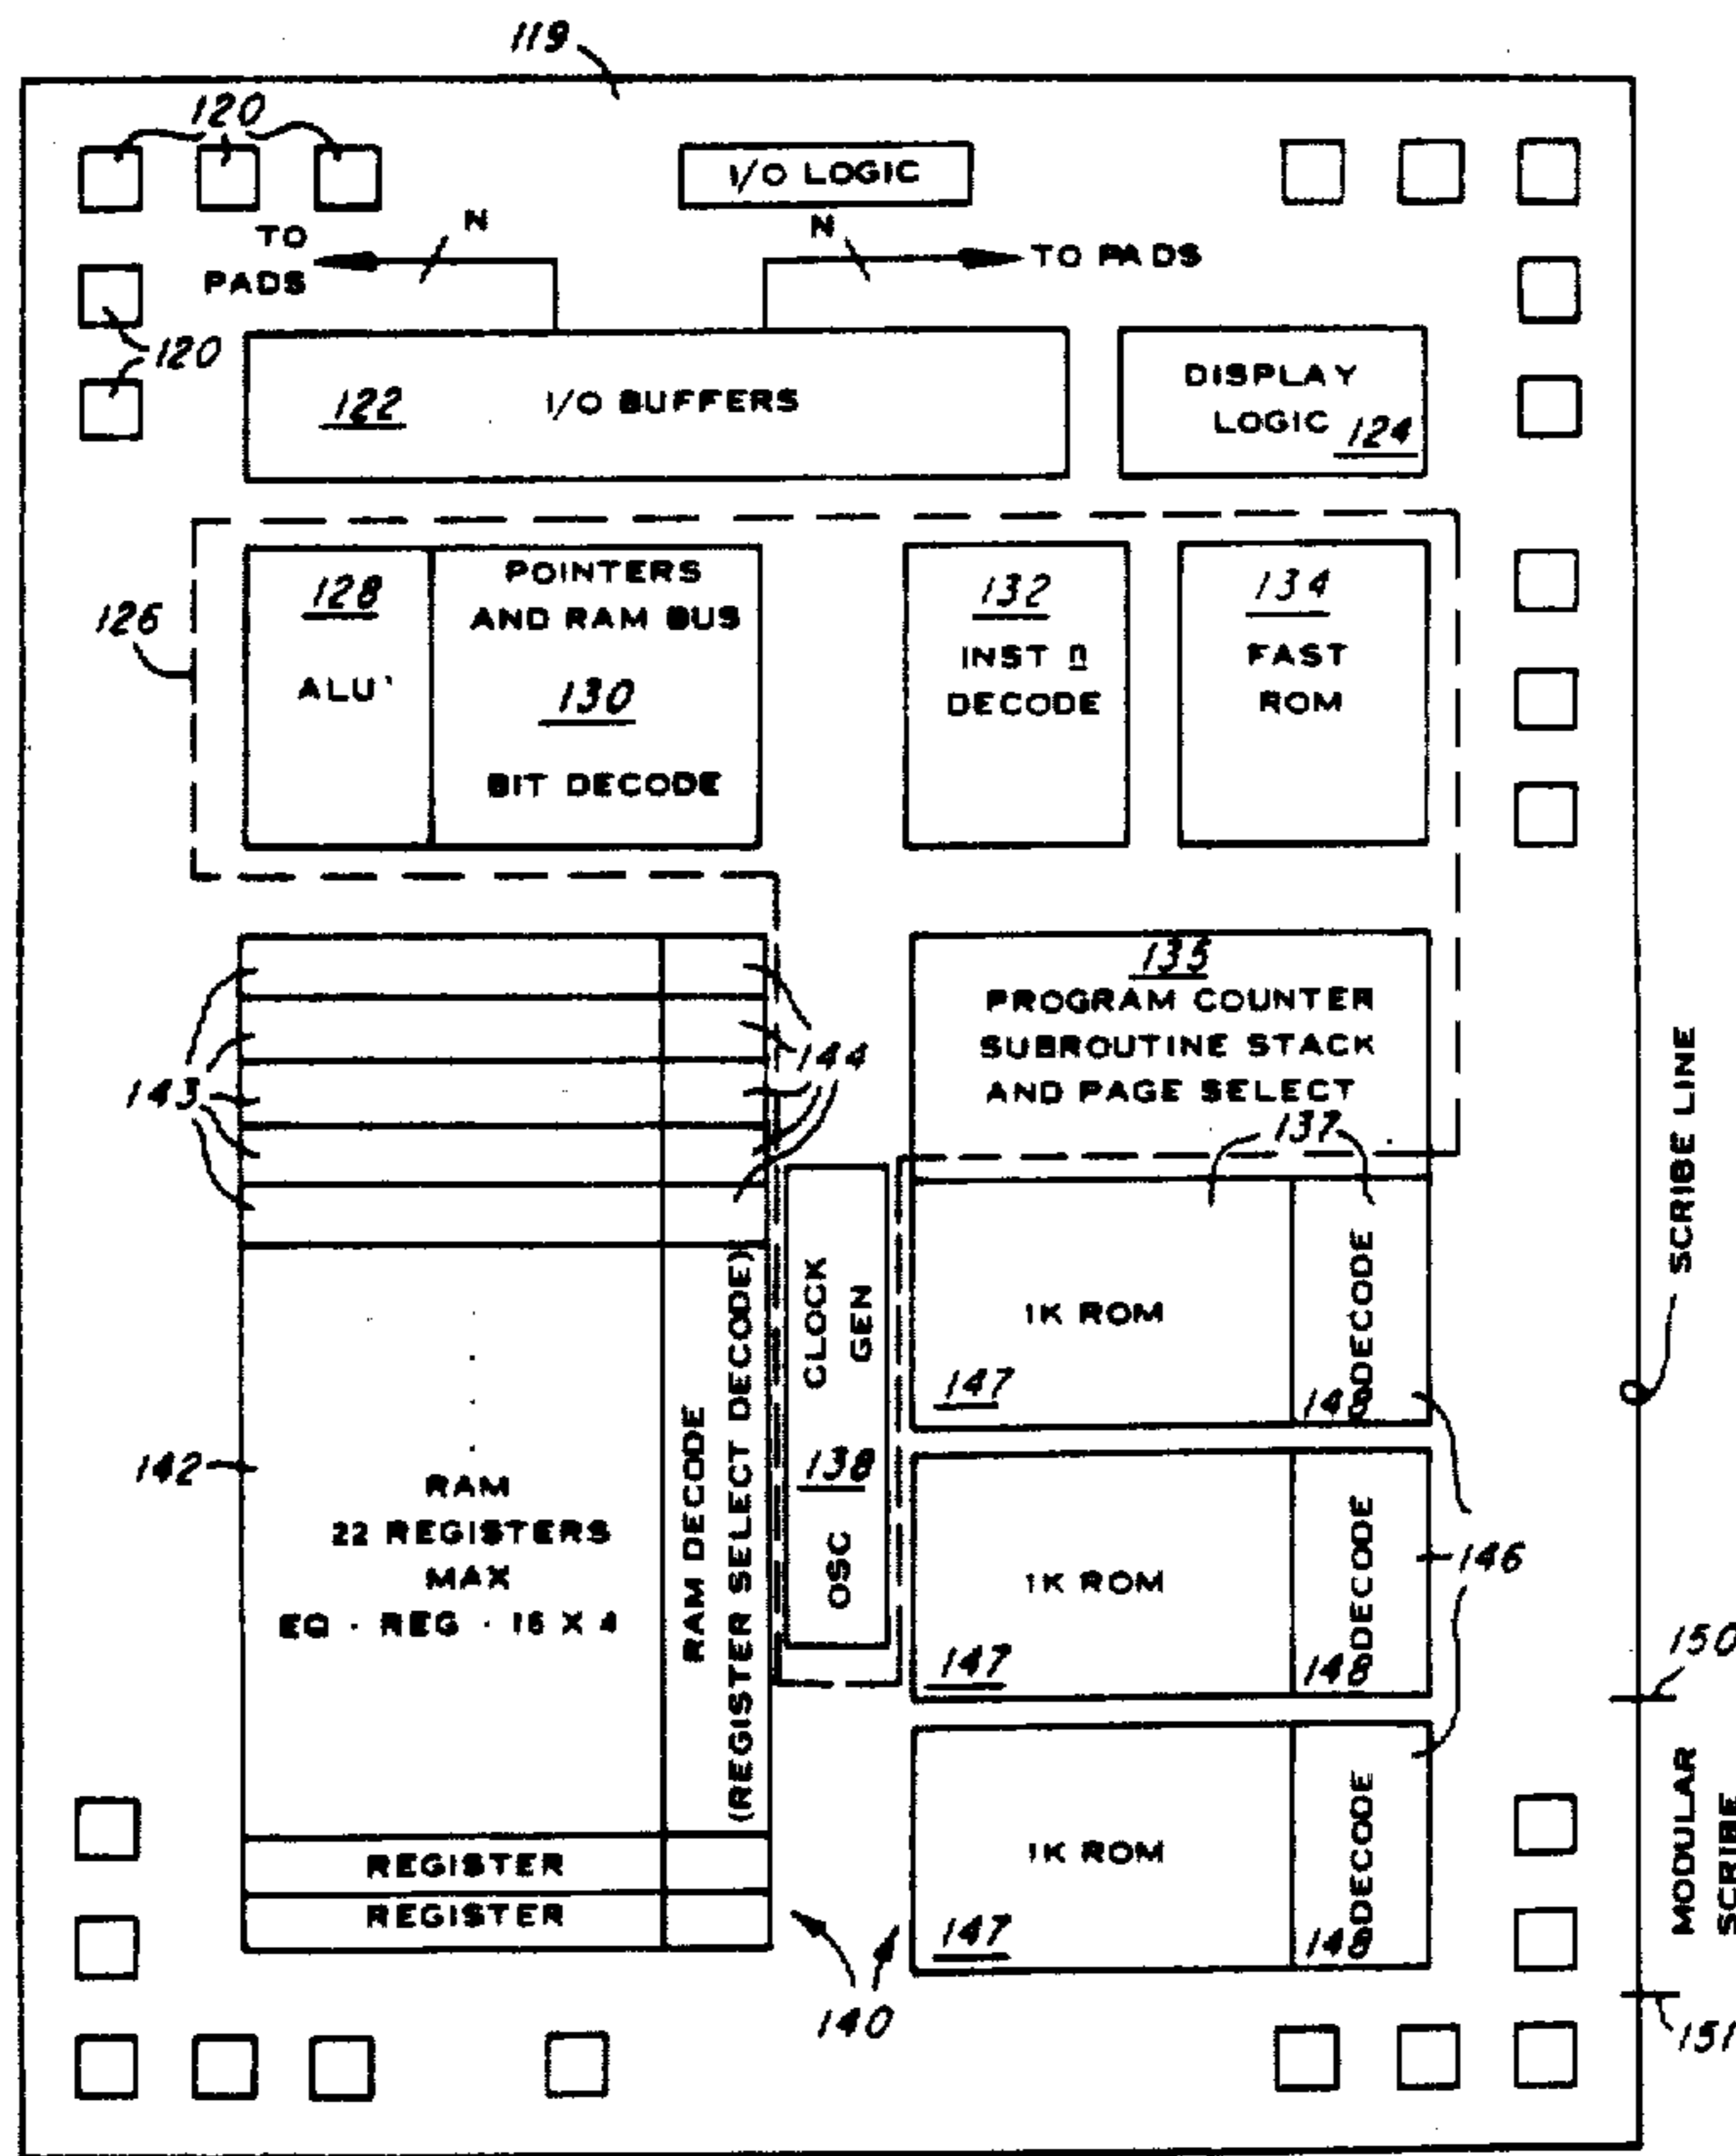 119
120
I/O LOGIC
N
N
TO
PADS
TO PADS
120
122
I/O BUFFERS
DISPLAY
LOGIC
124
126
128
ALU
POINTERS
AND RAM BUS
130
BIT DECODE
132
INST
DECODE
134
FAST
ROM
135
PROGRAM COUNTER
SUBROUTINE STACK
AND PAGE SELECT
143
144
137
SCRIBE LINE
1K ROM
147
DECODE
148
CLOCK
GEN
138
OSC
142
RAM
22 REGISTERS
MAX
EQ · REG · 16 X 4
RAM DECODE
(REGISTER SELECT DECODE)
1K ROM
147
DECODE
148
146
150
MODULAR
SCRIBE
1K ROM
147
DECODE
148
REGISTER
REGISTER
140
151